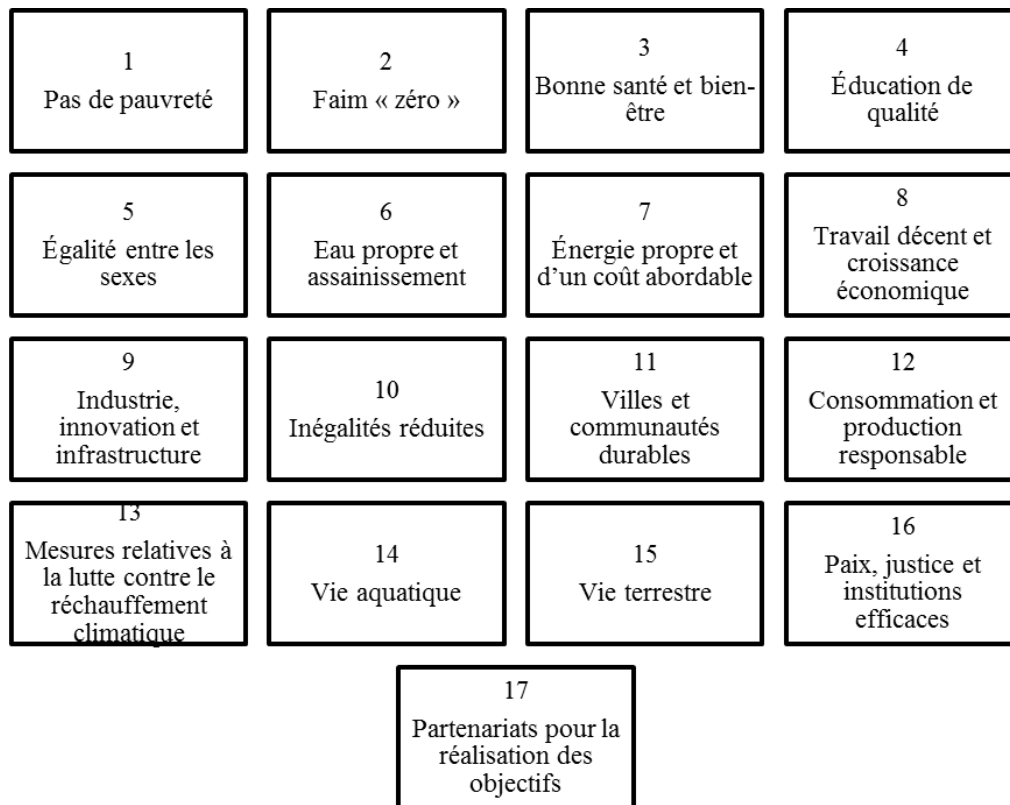 1
Pas de pauvreté
2
Faim « zéro »
3
Bonne santé et bien-
être
4
Éducation de
qualité
5
Égalité entre les
sexes
6
Eau propre et
assainissement
7
Énergie propre et
d’un coût abordable
8
Travail décent et
croissance
économique
9
Industrie,
innovation et
infrastructure
10
Inégalités réduites
11
Villes et
communautés
durables
12
Consommation et
production
responsable
13
Mesures relatives à
la lutte contre le
réchauffement
climatique
14
Vie aquatique
15
Vie terrestre
16
Paix, justice et
institutions
efficaces
17
Partenariats pour la
réalisation des
objectifs